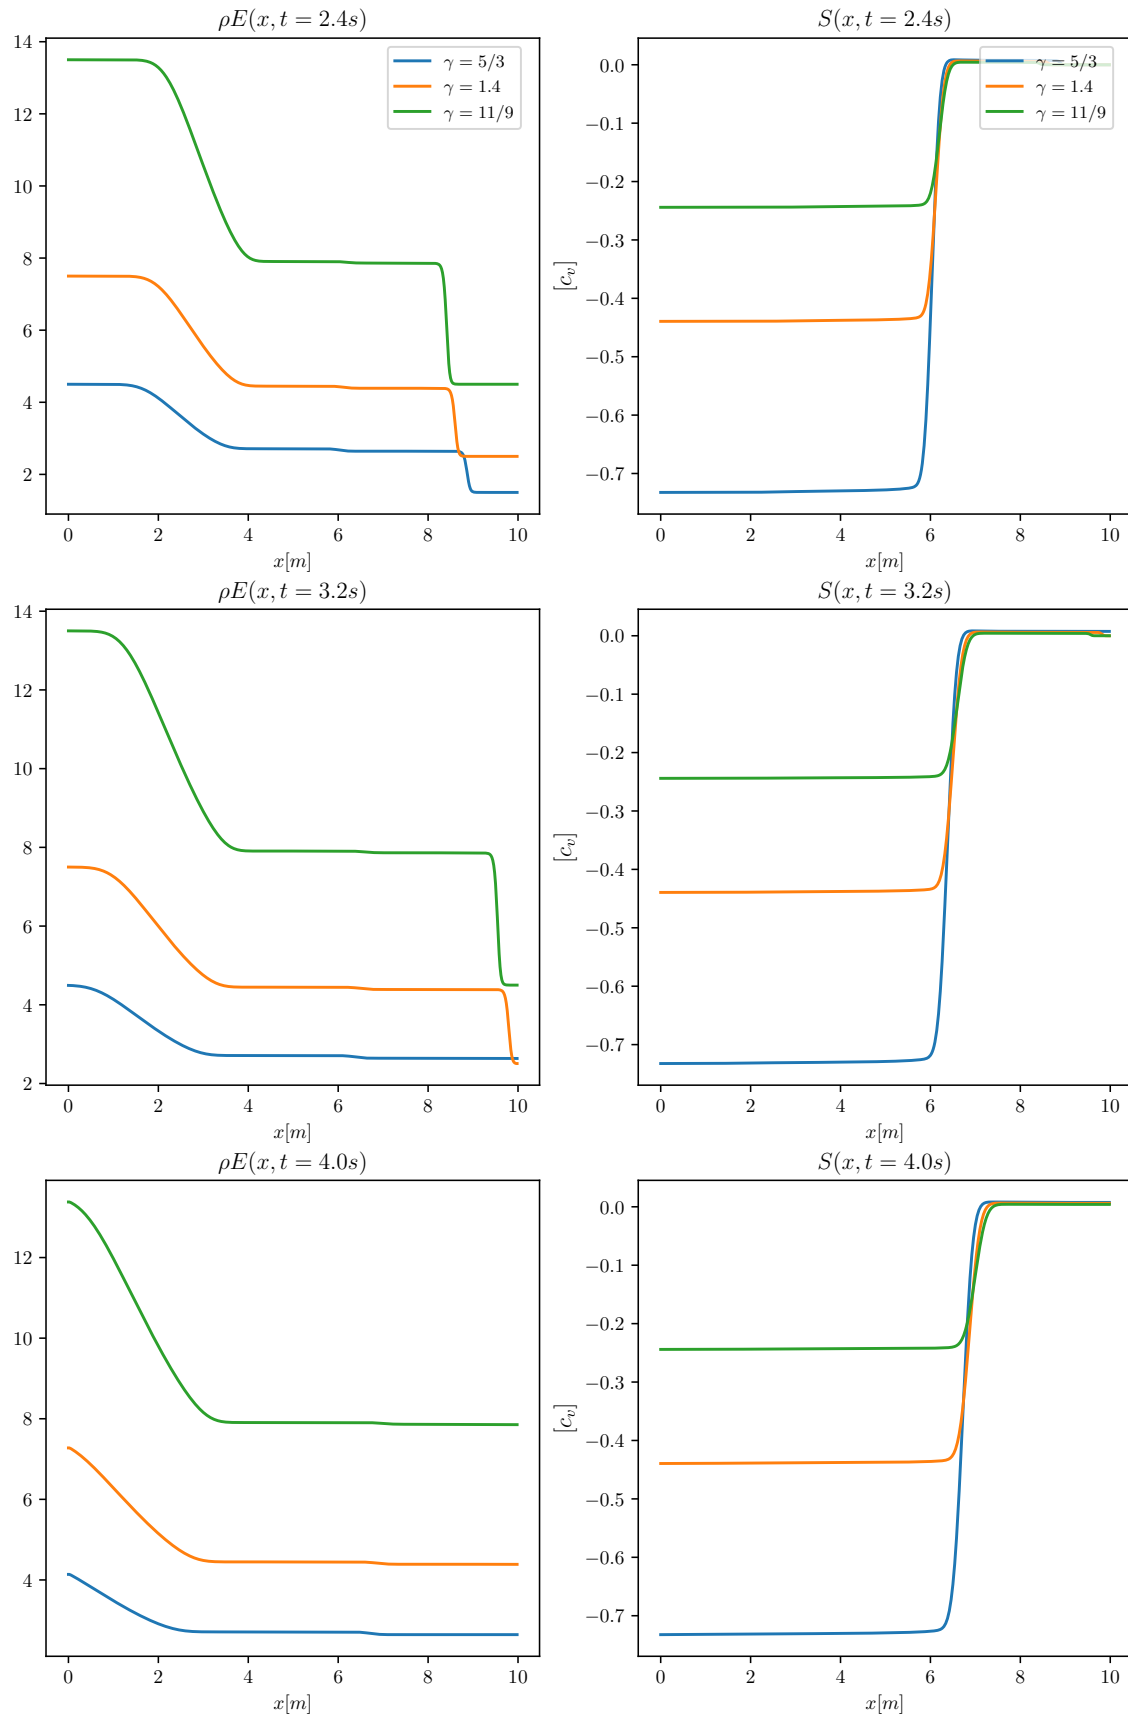 ρE(x, t = 2.4s)
14
12
10
8
6
4
2
0 2 4 6 8 10
x[m]
γ = 5/3
γ = 1.4
γ = 11/9
S(x, t = 2.4s)
0.0
−0.1
−0.2
−0.3
−0.4
−0.5
−0.6
−0.7
[c_v]
0 2 4 6 8 10
x[m]
γ = 5/3
γ = 1.4
γ = 11/9
ρE(x, t = 3.2s)
14
12
10
8
6
4
2
0 2 4 6 8 10
x[m]
S(x, t = 3.2s)
0.0
−0.1
−0.2
−0.3
−0.4
−0.5
−0.6
−0.7
[c_v]
0 2 4 6 8 10
x[m]
ρE(x, t = 4.0s)
12
10
8
6
4
0 2 4 6 8 10
x[m]
S(x, t = 4.0s)
0.0
−0.1
−0.2
−0.3
−0.4
−0.5
−0.6
−0.7
[c_v]
0 2 4 6 8 10
x[m]